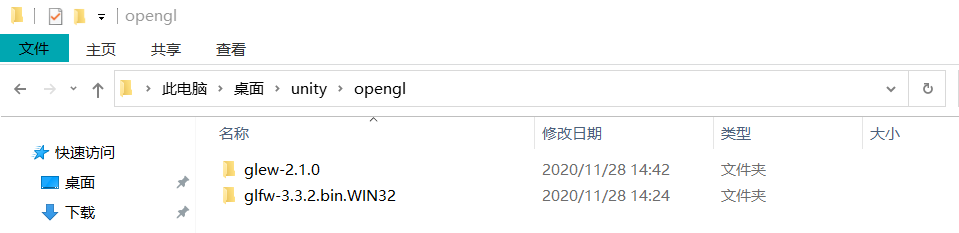 opengl
文件 主页 共享 查看
此电脑 桌面 unity opengl
名称 修改日期 类型 大小
快速访问
glew-2.1.0 2020/11/28 14:42 文件夹
桌面
glfw-3.3.2.bin.WIN32 2020/11/28 14:24 文件夹
下载